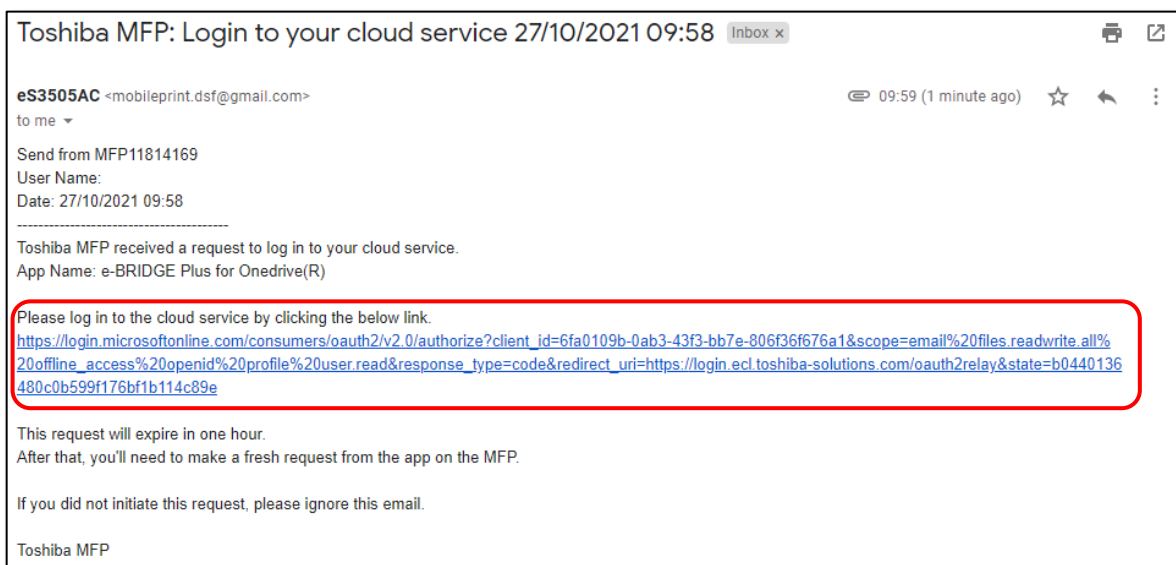 Toshiba MFP: Login to your cloud service 27/10/2021 09:58 Inbox x
eS3505AC <mobileprint.dsf@gmail.com> 09:59 (1 minute ago)
to me
Send from MFP11814169
User Name:
Date: 27/10/2021 09:58
----------------------------------------
Toshiba MFP received a request to log in to your cloud service.
App Name: e-BRIDGE Plus for Onedrive(R)
Please log in to the cloud service by clicking the below link.
https://login.microsoftonline.com/consumers/oauth2/v2.0/authorize?client_id=6fa0109b-0ab3-43f3-bb7e-806f36f676a1&scope=email%20files.readwrite.all%
20offline_access%20openid%20profile%20user.read&response_type=code&redirect_uri=https://login.ecl.toshiba-solutions.com/oauth2relay&state=b0440136
480c0b599f176bf1b114c89e
This request will expire in one hour.
After that, you'll need to make a fresh request from the app on the MFP.
If you did not initiate this request, please ignore this email.
Toshiba MFP